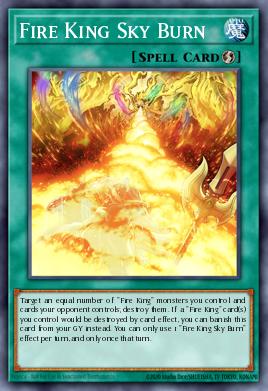 FIRE KING SKY BURN
魔
[SPELL CARD]
Target an equal number of "Fire King" monsters you control and
cards your opponent controls; destroy them. If a "Fire King"card(s)
you control would be destroyed by card effect, you can banish this
card from your GY instead. You can only use 1 "Fire King Sky Burn"
effect per turn, and only once that turn.